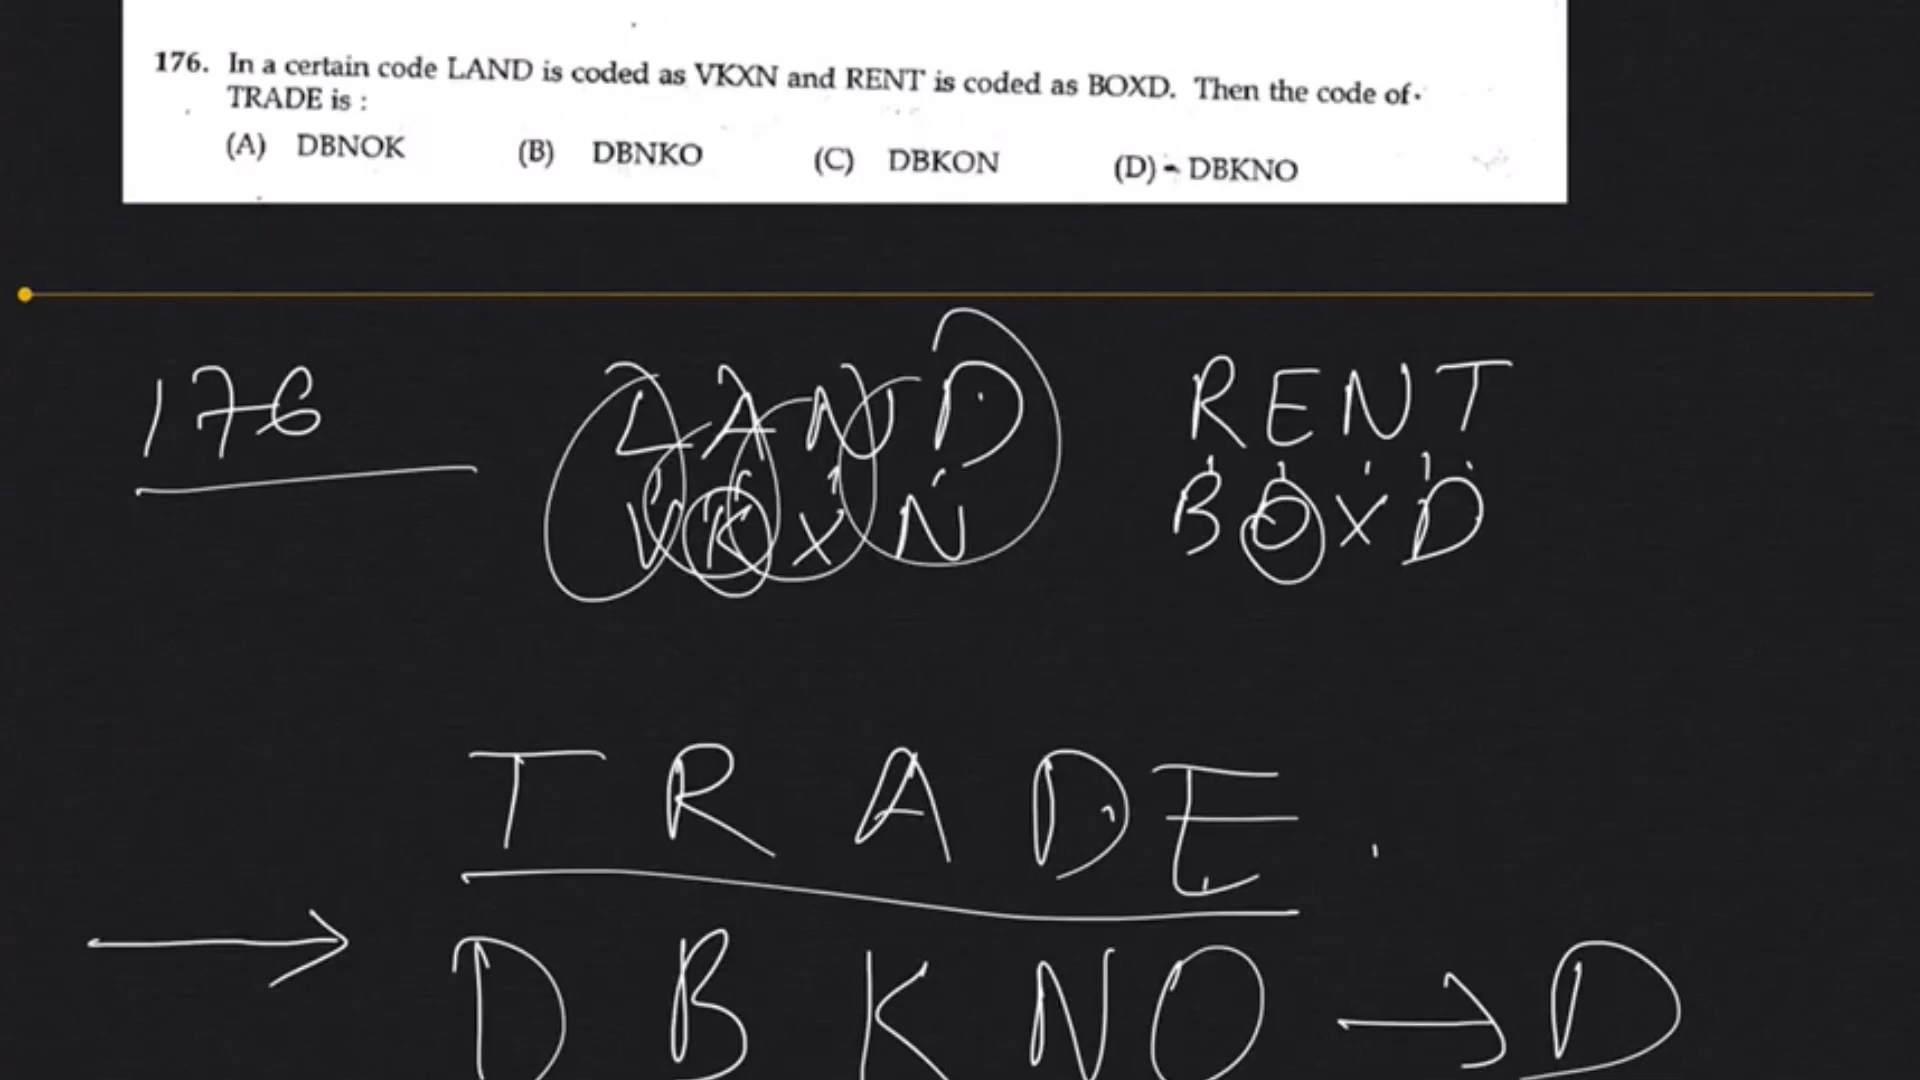 176. In a certain code LAND is coded as VKXN and RENT is coded as BOXD. Then the code of
TRADE is :
(A) DBNOK (B) DBNKO (C) DBKON (D) - DBKNO
176 LAND RENT
VKXN BOXD
TRADE
→ DBKNO → D